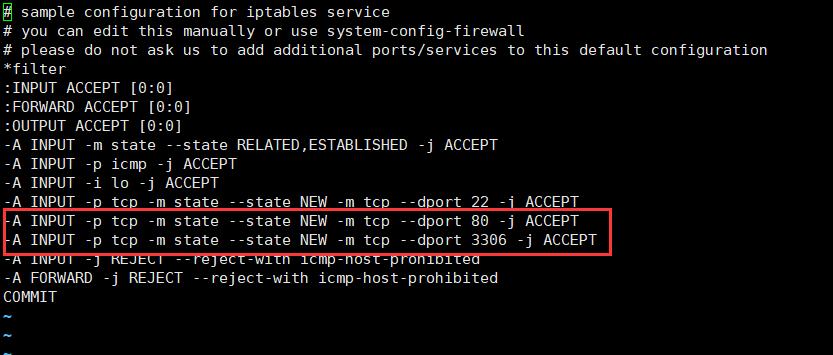 # sample configuration for iptables service
# you can edit this manually or use system-config-firewall
# please do not ask us to add additional ports/services to this default configuration
*filter
:INPUT ACCEPT [0:0]
:FORWARD ACCEPT [0:0]
:OUTPUT ACCEPT [0:0]
-A INPUT -m state --state RELATED,ESTABLISHED -j ACCEPT
-A INPUT -p icmp -j ACCEPT
-A INPUT -i lo -j ACCEPT
-A INPUT -p tcp -m state --state NEW -m tcp --dport 22 -j ACCEPT
-A INPUT -p tcp -m state --state NEW -m tcp --dport 80 -j ACCEPT
-A INPUT -p tcp -m state --state NEW -m tcp --dport 3306 -j ACCEPT
-A INPUT -j REJECT --reject-with icmp-host-prohibited
-A FORWARD -j REJECT --reject-with icmp-host-prohibited
COMMIT
~
~
~